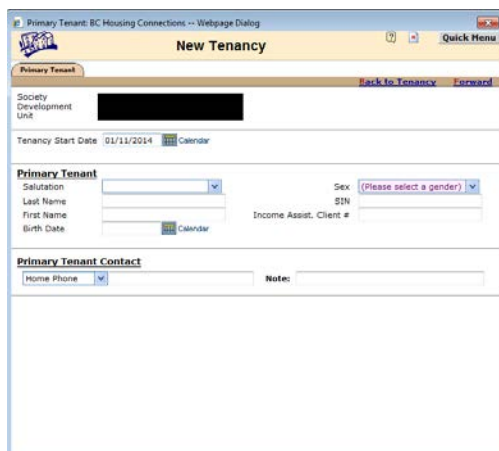 Primary Tenant: BC Housing Connections -- Webpage Dialog
New Tenancy
Quick Menu
Primary Tenant
Back to Tenancy Forward
Society
Development
Unit
Tenancy Start Date 01/11/2014 Calendar
Primary Tenant
Salutation Sex (Please select a gender)
Last Name SIN
First Name Income Assist. Client #
Birth Date Calendar
Primary Tenant Contact
Home Phone Note: